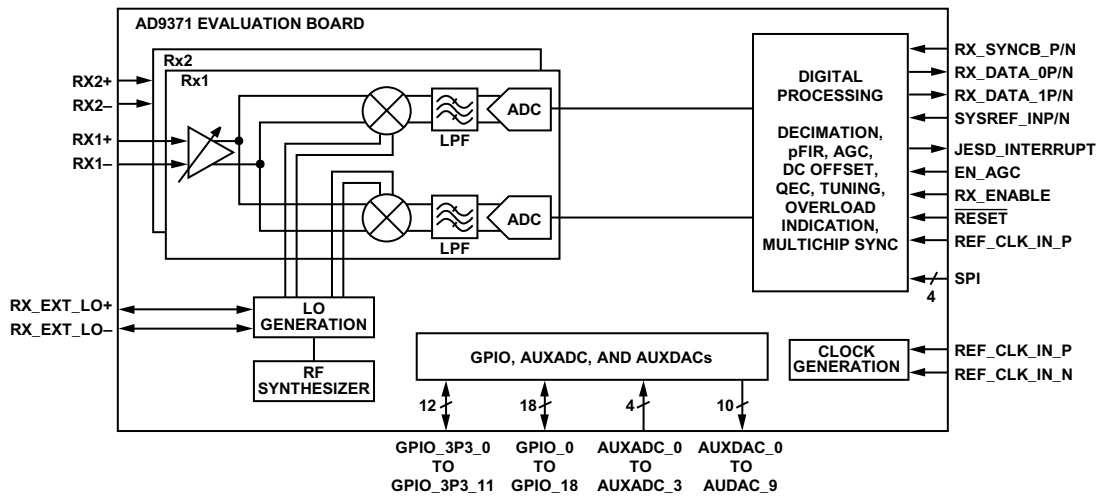 AD9371 EVALUATION BOARD
Rx2
Rx1
RX2+
RX2–
RX1+
RX1–
LPF
ADC
LPF
ADC
DIGITAL
PROCESSING
DECIMATION,
pFIR, AGC,
DC OFFSET,
QEC, TUNING,
OVERLOAD
INDICATION,
MULTICHIP SYNC
RX_SYNCB_P/N
RX_DATA_0P/N
RX_DATA_1P/N
SYSREF_INP/N
JESD_INTERRUPT
EN_AGC
RX_ENABLE
RESET
REF_CLK_IN_P
SPI
4
RX_EXT_LO+
RX_EXT_LO–
LO
GENERATION
RF
SYNTHESIZER
GPIO, AUXADC, AND AUXDACs
CLOCK
GENERATION
REF_CLK_IN_P
REF_CLK_IN_N
12
18
4
10
GPIO_3P3_0
TO
GPIO_3P3_11
GPIO_0
TO
GPIO_18
AUXADC_0
TO
AUXADC_3
AUXDAC_0
TO
AUDAC_9